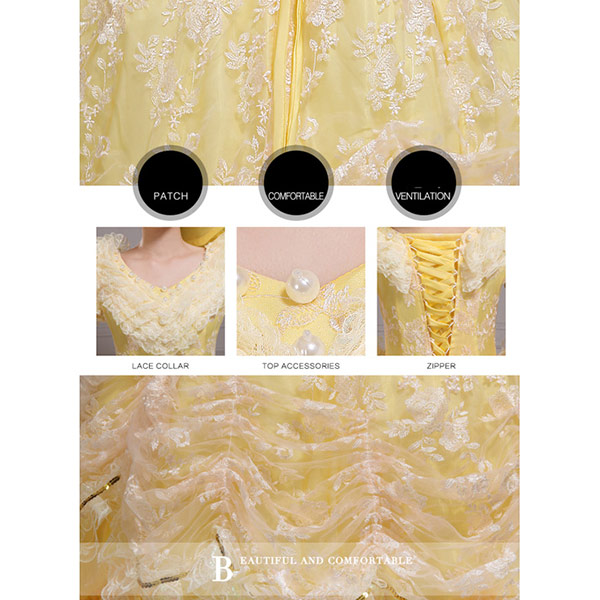 PATCH
COMFORTABLE
VENTILATION
LACE COLLAR
TOP ACCESSORIES
ZIPPER
BEAUTIFUL AND COMFORTABLE